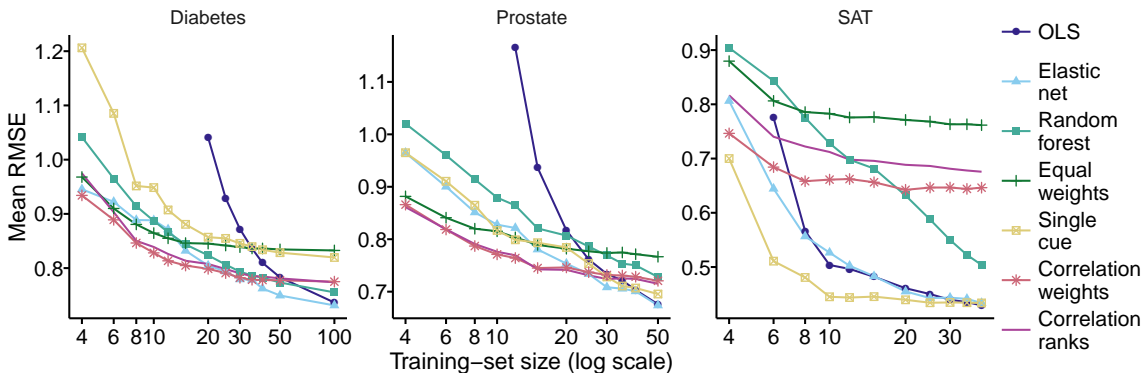 Diabetes
Prostate
SAT
Mean RMSE
1.2
1.1
1.0
0.9
0.8
4 6 8 10 20 30 50 100
1.1
1.0
0.9
0.8
0.7
4 6 8 10 20 30 50
0.9
0.8
0.7
0.6
0.5
4 6 8 10 20 30
Training−set size (log scale)
OLS
Elastic
net
Random
forest
Equal
weights
Single
cue
Correlation
weights
Correlation
ranks